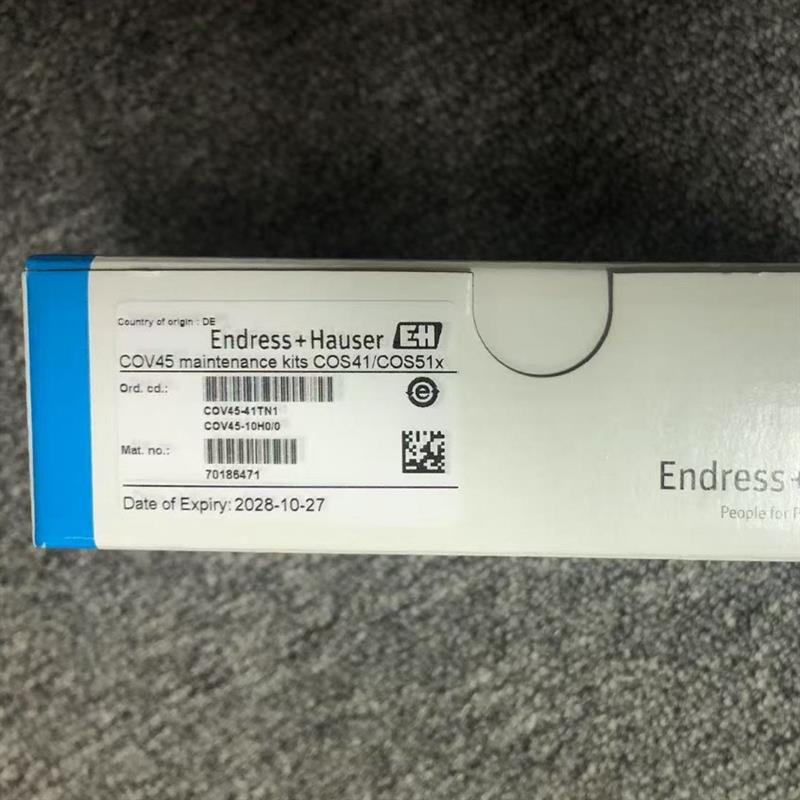 Country of origin : DE
Endress+Hauser EH
COV45 maintenance kits COS41/COS51x
Ord. cd.:
COV45-41TN1
COV45-10H0/0
Mat. no.:
70186471
Date of Expiry: 2028-10-27
Endress+
People for